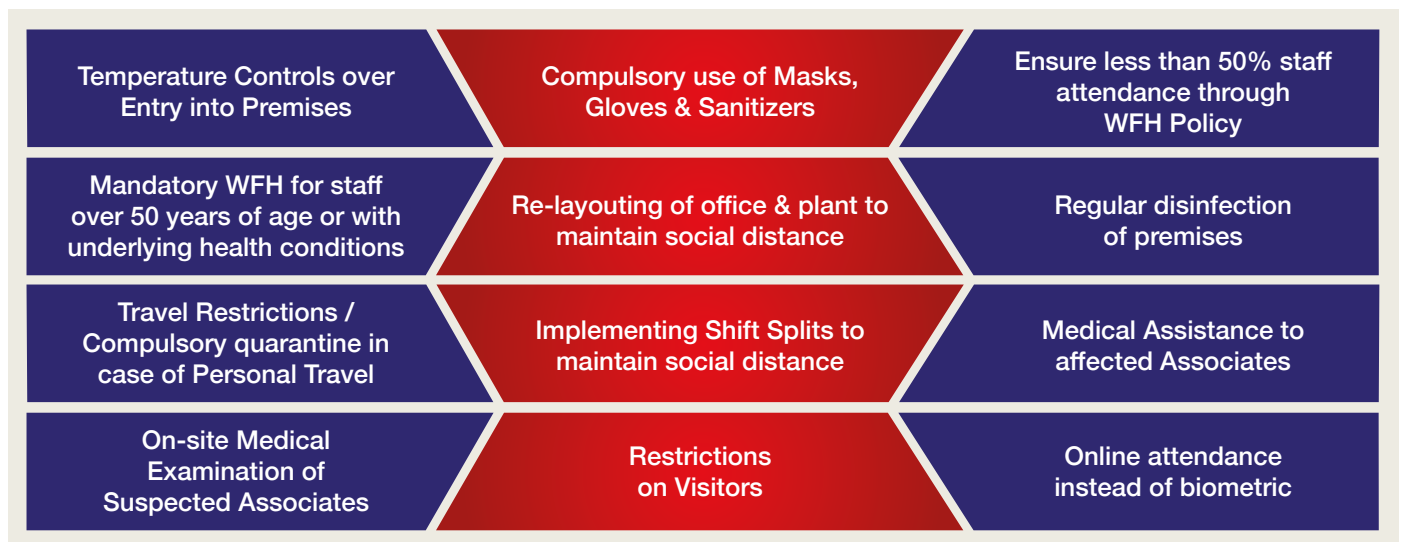 Temperature Controls over
Entry into Premises
Compulsory use of Masks,
Gloves & Sanitizers
Ensure less than 50% staff
attendance through
WFH Policy
Mandatory WFH for staff
over 50 years of age or with
underlying health conditions
Re-layouting of office & plant to
maintain social distance
Regular disinfection
of premises
Travel Restrictions /
Compulsory quarantine in
case of Personal Travel
Implementing Shift Splits to
maintain social distance
Medical Assistance to
affected Associates
On-site Medical
Examination of
Suspected Associates
Restrictions
on Visitors
Online attendance
instead of biometric